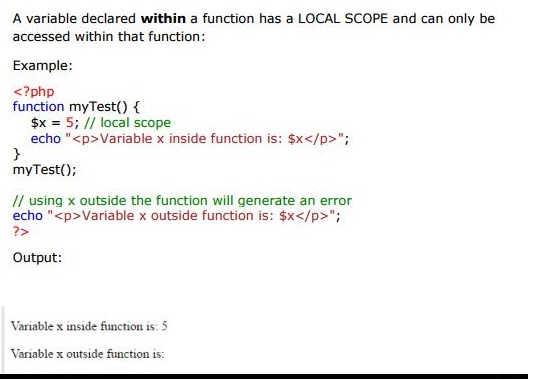 A variable declared within a function has a LOCAL SCOPE and can only be
accessed within that function:
Example:
<?php
function myTest() {
$x = 5; // local scope
echo "<p>Variable x inside function is: $x</p>";
}
myTest();
// using x outside the function will generate an error
echo "<p>Variable x outside function is: $x</p>";
?>
Output:
Variable x inside function is: 5
Variable x outside function is: